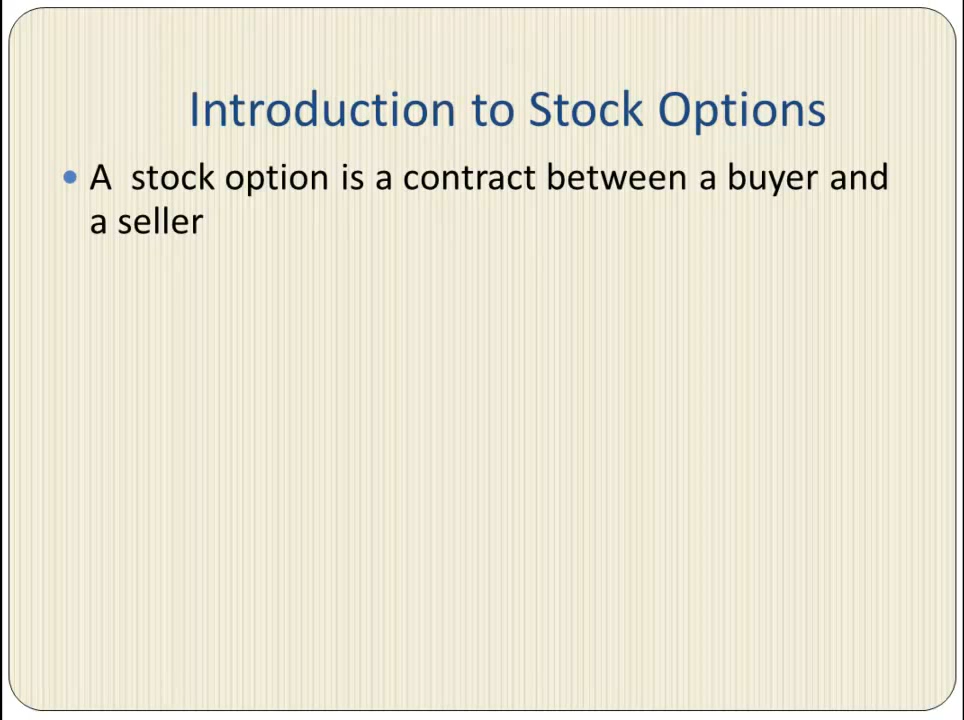 Introduction to Stock Options
• A  stock option is a contract between a buyer and
a seller